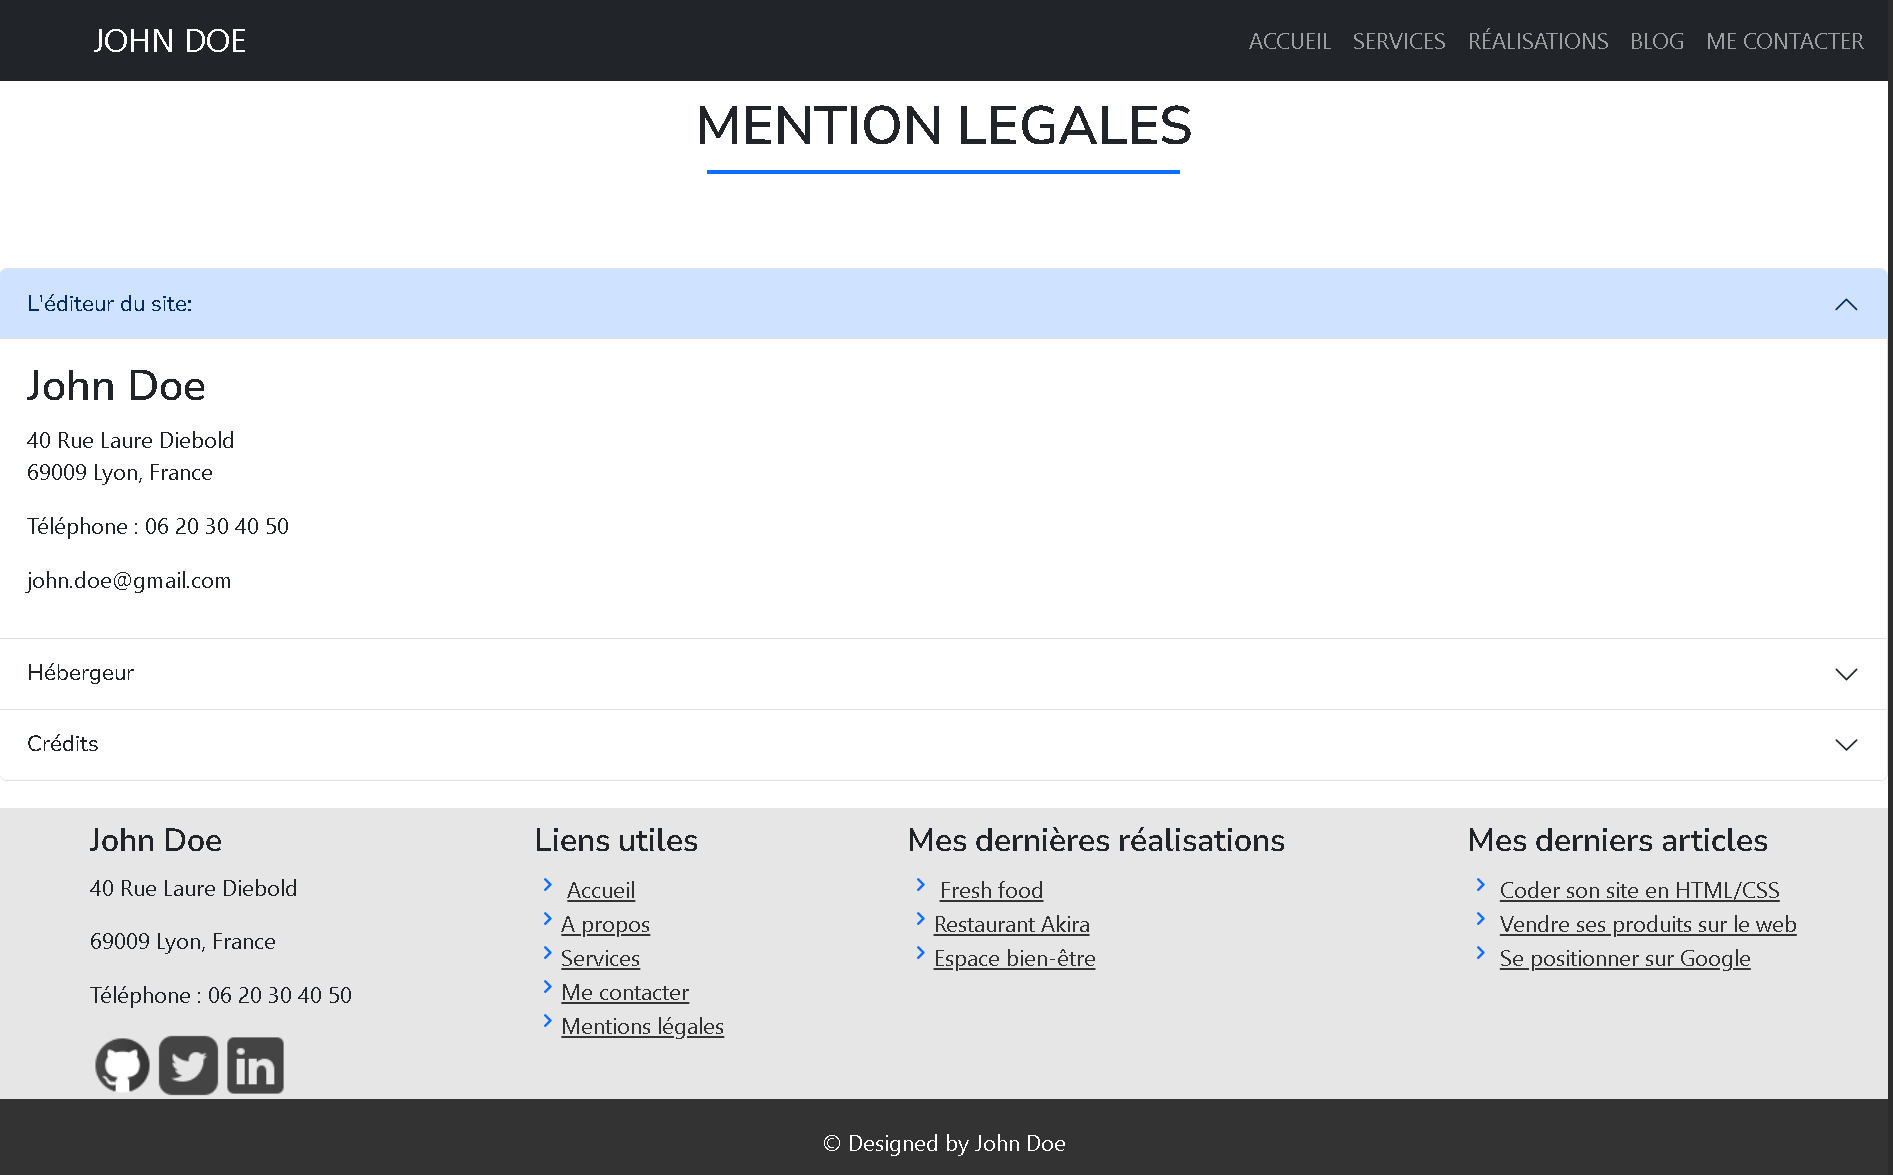 JOHN DOE
ACCUEIL SERVICES RÉALISATIONS BLOG ME CONTACTER
MENTION LEGALES
L'éditeur du site:
John Doe
40 Rue Laure Diebold
69009 Lyon, France
Téléphone : 06 20 30 40 50
john.doe@gmail.com
Hébergeur
Crédits
John Doe
40 Rue Laure Diebold
69009 Lyon, France
Téléphone : 06 20 30 40 50
in
Liens utiles
Accueil
A propos
Services
Me contacter
Mentions légales
Mes dernières réalisations
Fresh food
Restaurant Akira
Espace bien-être
Mes derniers articles
Coder son site en HTML/CSS
Vendre ses produits sur le web
Se positionner sur Google
© Designed by John Doe